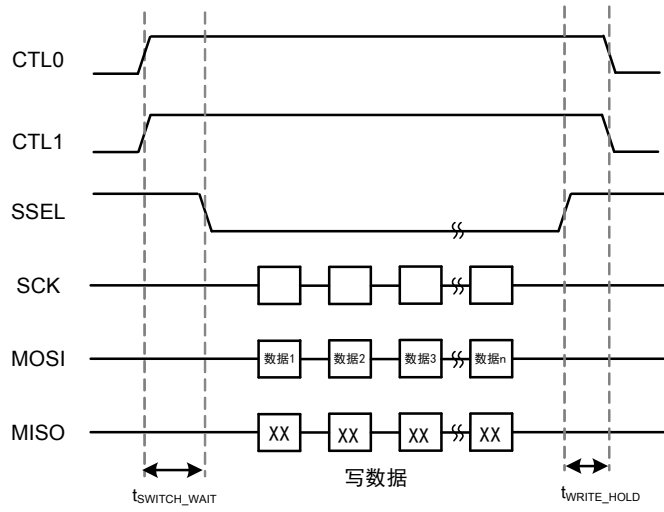 CTL0
CTL1
SSEL
SCK
MOSI 数据1 数据2 数据3 数据n
MISO XX XX XX XX
写数据
tSWITCH_WAIT
tWRITE_HOLD